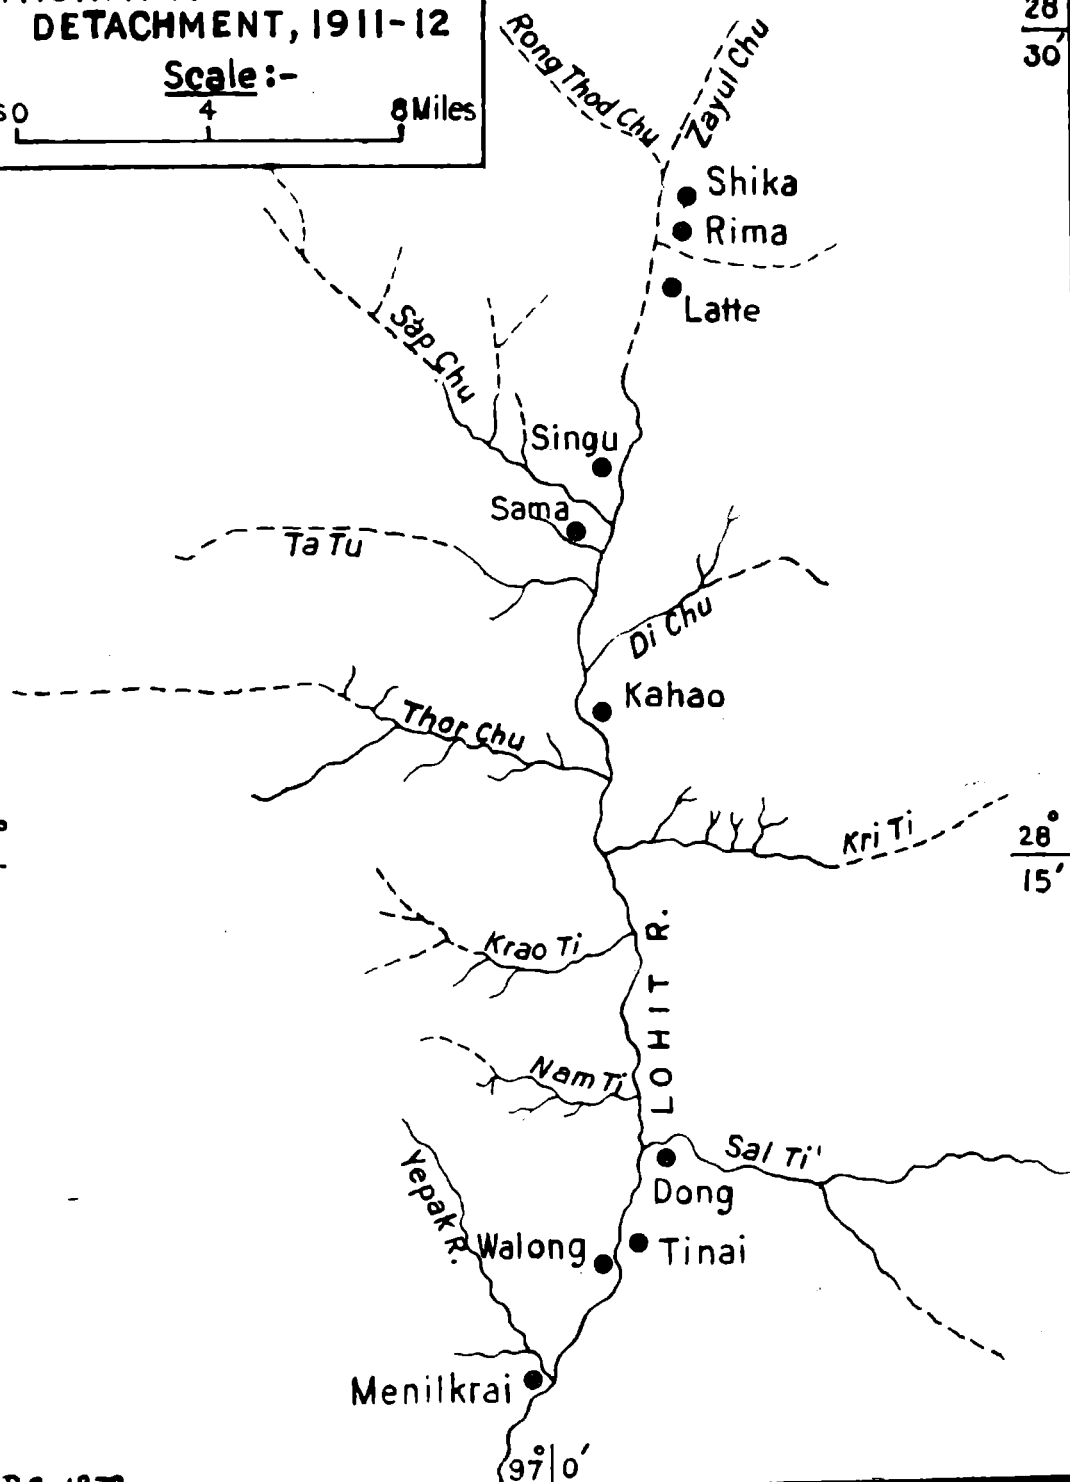 DETACHMENT, 1911-12
Scale :-
0 4 8 Miles
28
30'
Rong Thod Chu
Zayul Chu
Shika
Rima
Latte
Sap Chu
Singu
Sama
Ta Tu
Di Chu
Kahao
Thor Chu
Kri Ti
28°
15'
Krao Ti
LOHIT R.
Nam Ti
Sal Ti
Dong
Yepak R.
Walong
Tinai
Menilkrai
97° 0'